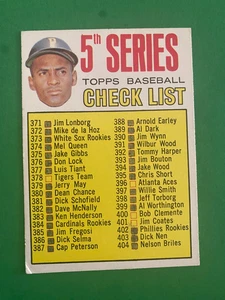 5th SERIES
TOPPS BASEBALL
CHECK LIST
371 Jim Lonborg
372 Mike de la Hoz
373 White Sox Rookies
374 Mel Queen
375 Jake Gibbs
376 Don Lock
377 Luis Tiant
378 Tigers Team
379 Jerry May
380 Dean Chance
381 Dick Schofield
382 Dave McNally
383 Ken Henderson
384 Cardinals Rookies
385 Jim Fregosi
386 Dick Selma
387 Cap Peterson
388 Arnold Earley
389 Al Dark
390 Jim Wynn
391 Wilbur Wood
392 Tommy Harper
393 Jim Bouton
394 Jake Wood
395 Chris Short
396 Atlanta Aces
397 Willie Smith
398 Jeff Torborg
399 Al Worthington
400 Bob Clemente
401 Jim Coates
402 Phillies Rookies
403 Dick Nen
404 Nelson Briles